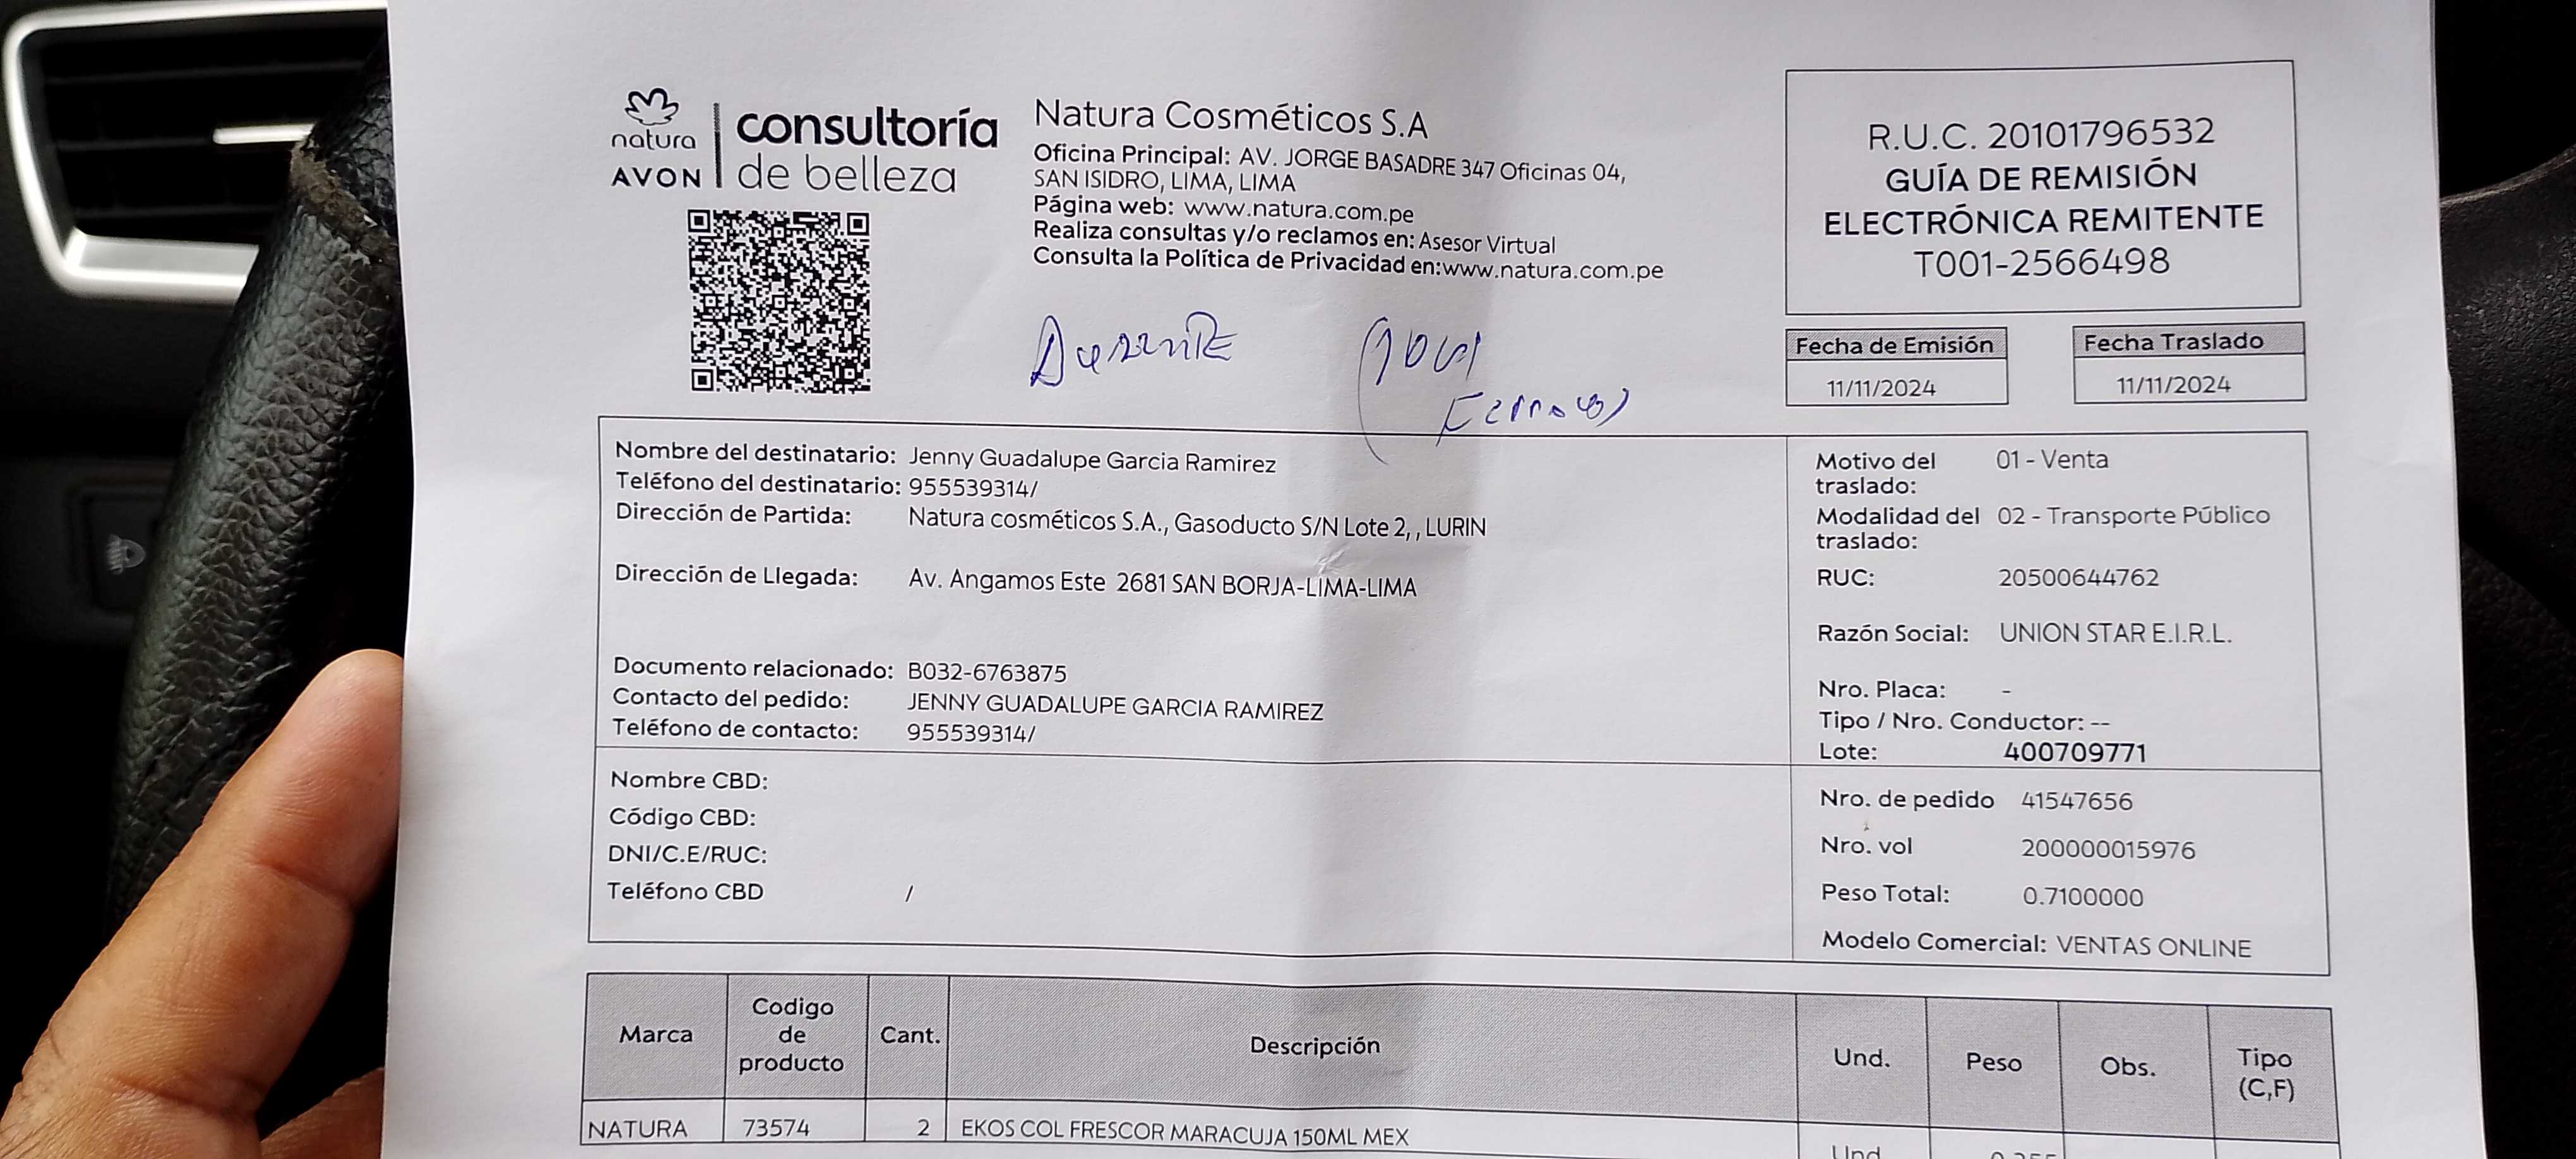 natura
AVON
consultoría
de belleza
Natura Cosméticos S.A
Oficina Principal: AV. JORGE BASADRE 347 Oficinas 04,
SAN ISIDRO, LIMA, LIMA
Página web: www.natura.com.pe
Realiza consultas y/o reclamos en: Asesor Virtual
Consulta la Política de Privacidad en:www.natura.com.pe
R.U.C. 20101796532
GUÍA DE REMISIÓN
ELECTRÓNICA REMITENTE
T001-2566498
Fecha de Emisión
11/11/2024
Fecha Traslado
11/11/2024
Nombre del destinatario: Jenny Guadalupe Garcia Ramirez
Teléfono del destinatario: 955539314/
Dirección de Partida: Natura cosméticos S.A., Gasoducto S/N Lote 2, , LURIN
Dirección de Llegada: Av. Angamos Este 2681 SAN BORJA-LIMA-LIMA
Documento relacionado: B032-6763875
Contacto del pedido: JENNY GUADALUPE GARCIA RAMIREZ
Teléfono de contacto: 955539314/
Motivo del 01 - Venta
traslado:
Modalidad del 02 - Transporte Público
traslado:
RUC: 20500644762
Razón Social: UNION STAR E.I.R.L.
Nro. Placa: -
Tipo / Nro. Conductor: --
Lote: 400709771
Nombre CBD:
Código CBD:
DNI/C.E/RUC:
Teléfono CBD /
Nro. de pedido 41547656
Nro. vol 200000015976
Peso Total: 0.7100000
Modelo Comercial: VENTAS ONLINE
Marca
Codigo
de
producto
Cant.
Descripción
Und.
Peso
Obs.
Tipo
(C,F)
NATURA 73574 2 EKOS COL FRESCOR MARACUJA 150ML MEX
Und